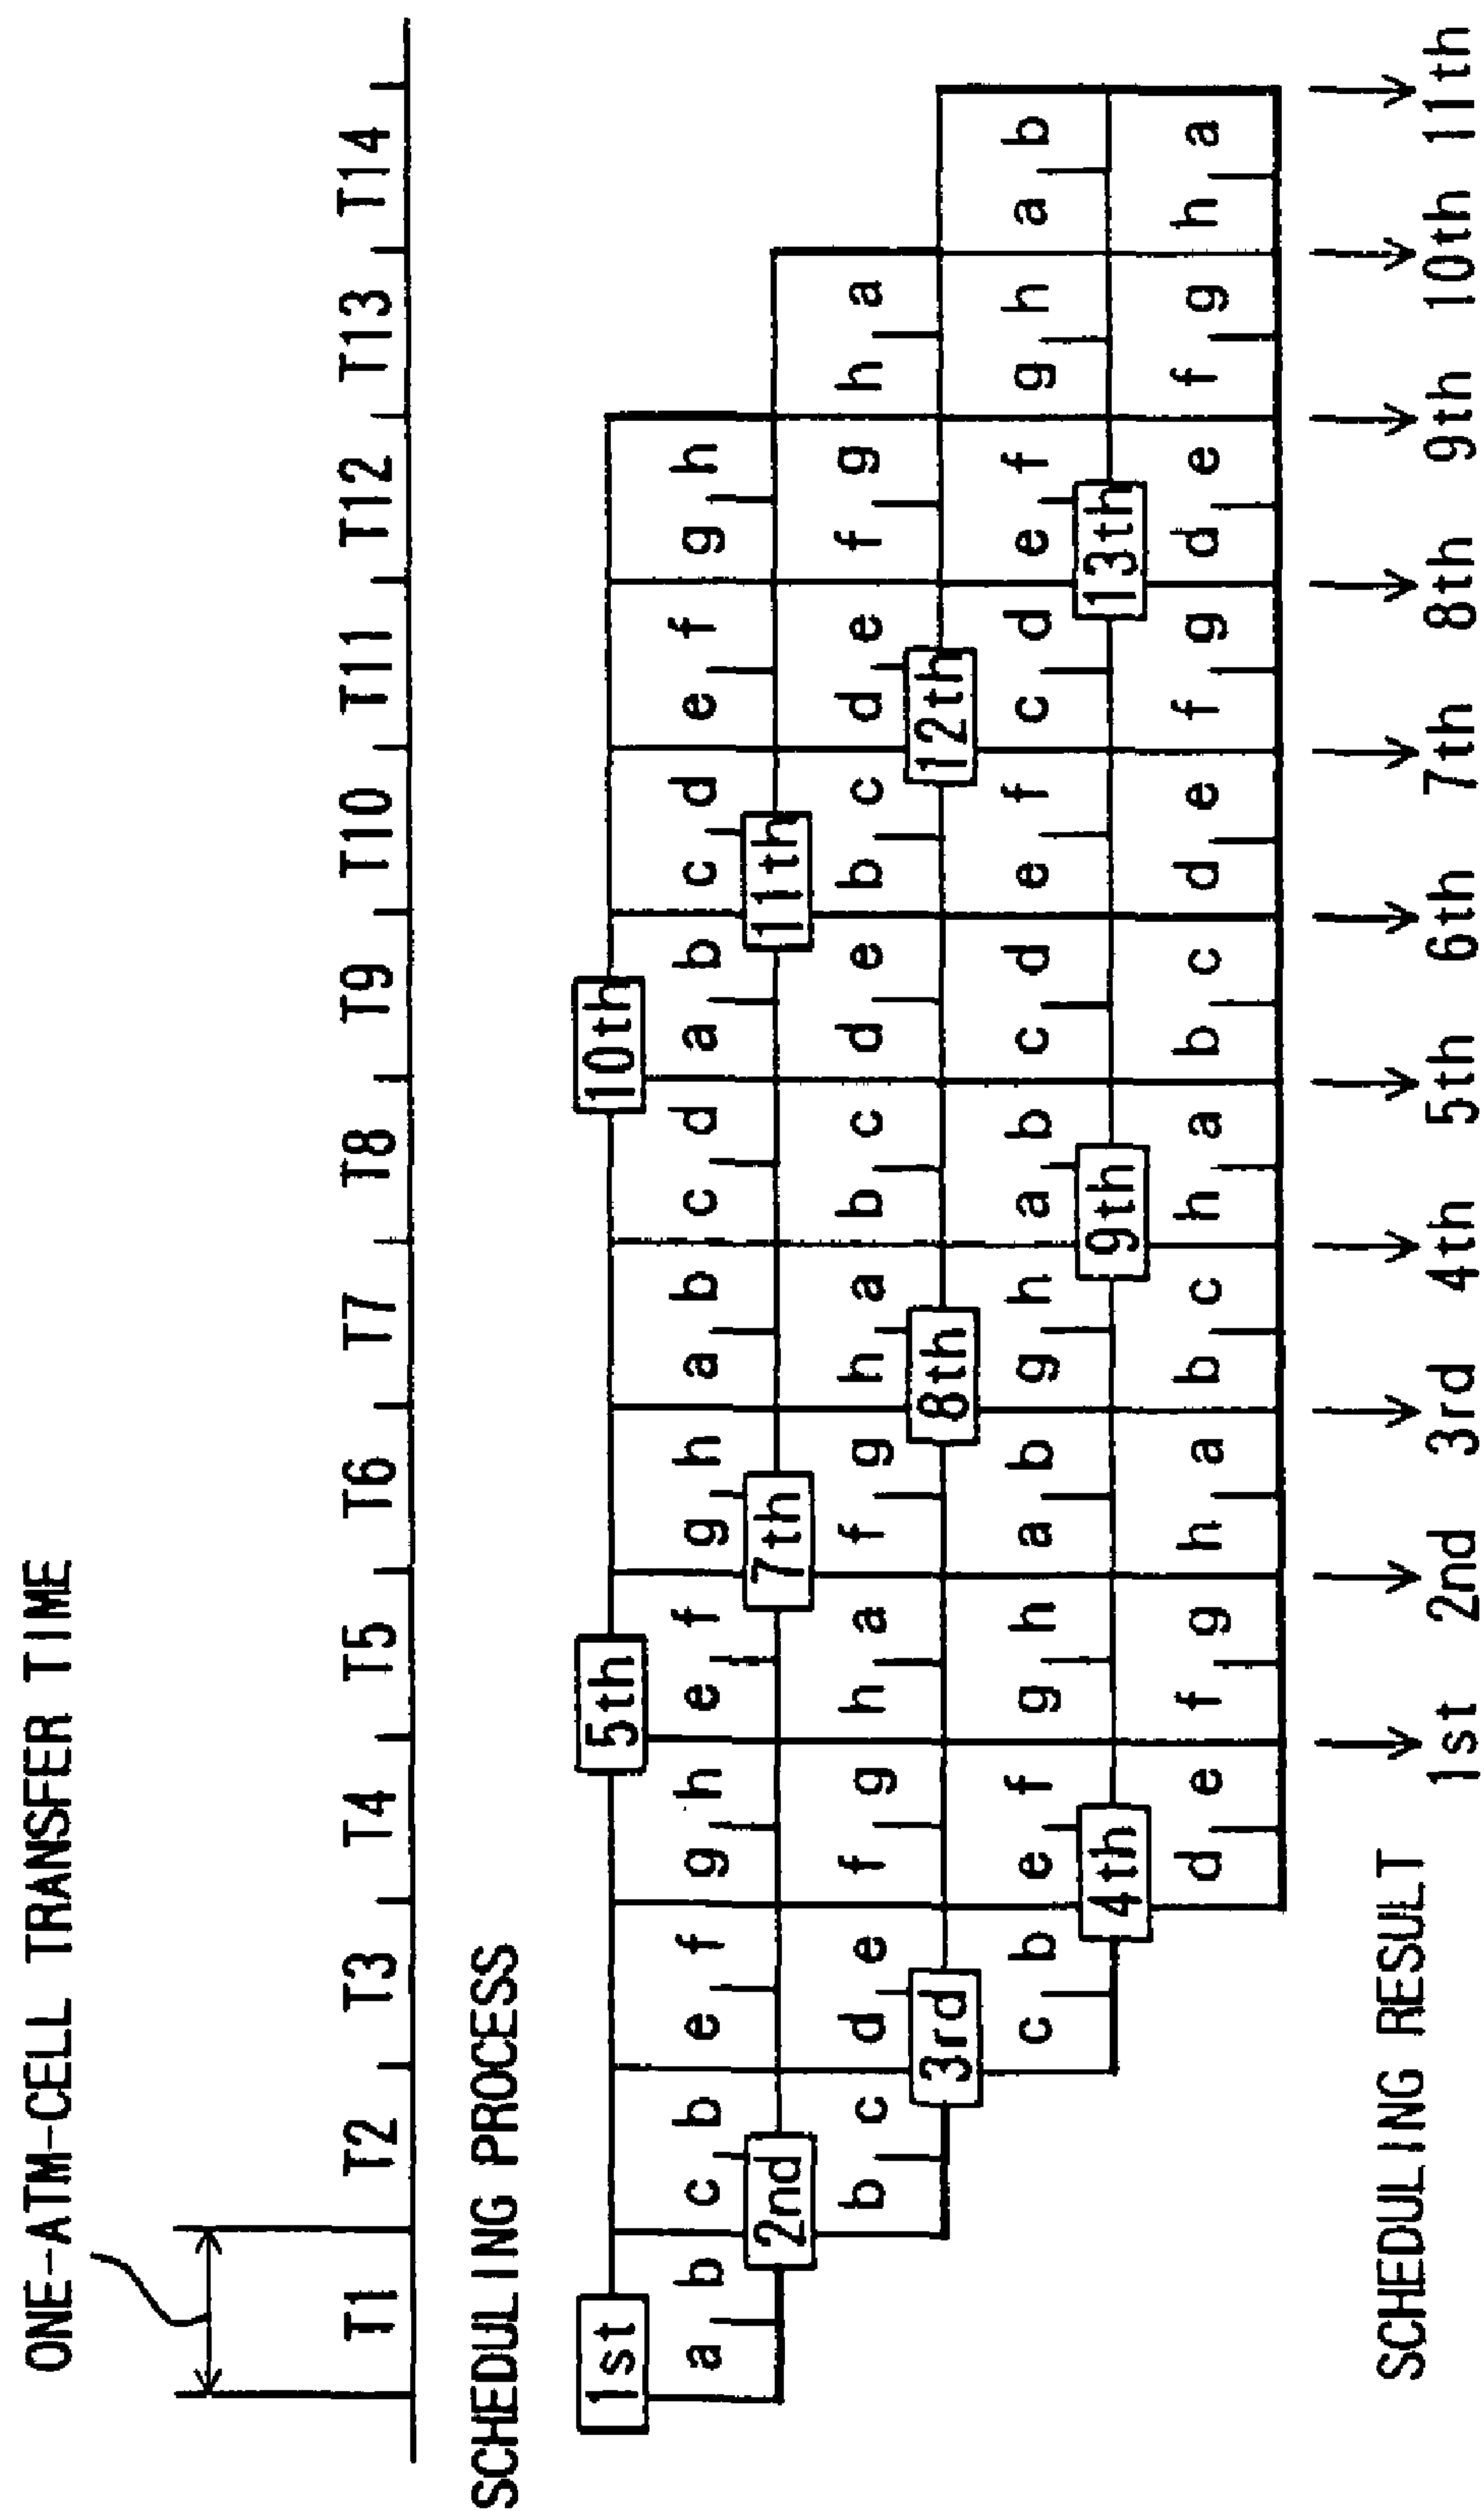 ONE-ATM-CELL TRANSFER TIME
T1 T2 T3 T4 T5 T6 T7 T8 T9 T10 T11 T12 T13 T14
SCHEDULING PROCESS
1st 5th 10th
a b c b e f g h e f g h a b c d a b c d e f g h
2nd 7th 11th
b c d e f g h a f g h a b c d e b c d e f g h a
3rd 8th 12th
c b e f g h a b g h a b c d e f c d e f g h a b
4th 9th 13th
d e f g h a b c h a b c d e f g d e f g h a
SCHEDULING RESULT 1st 2nd 3rd 4th 5th 6th 7th 8th 9th 10th 11th